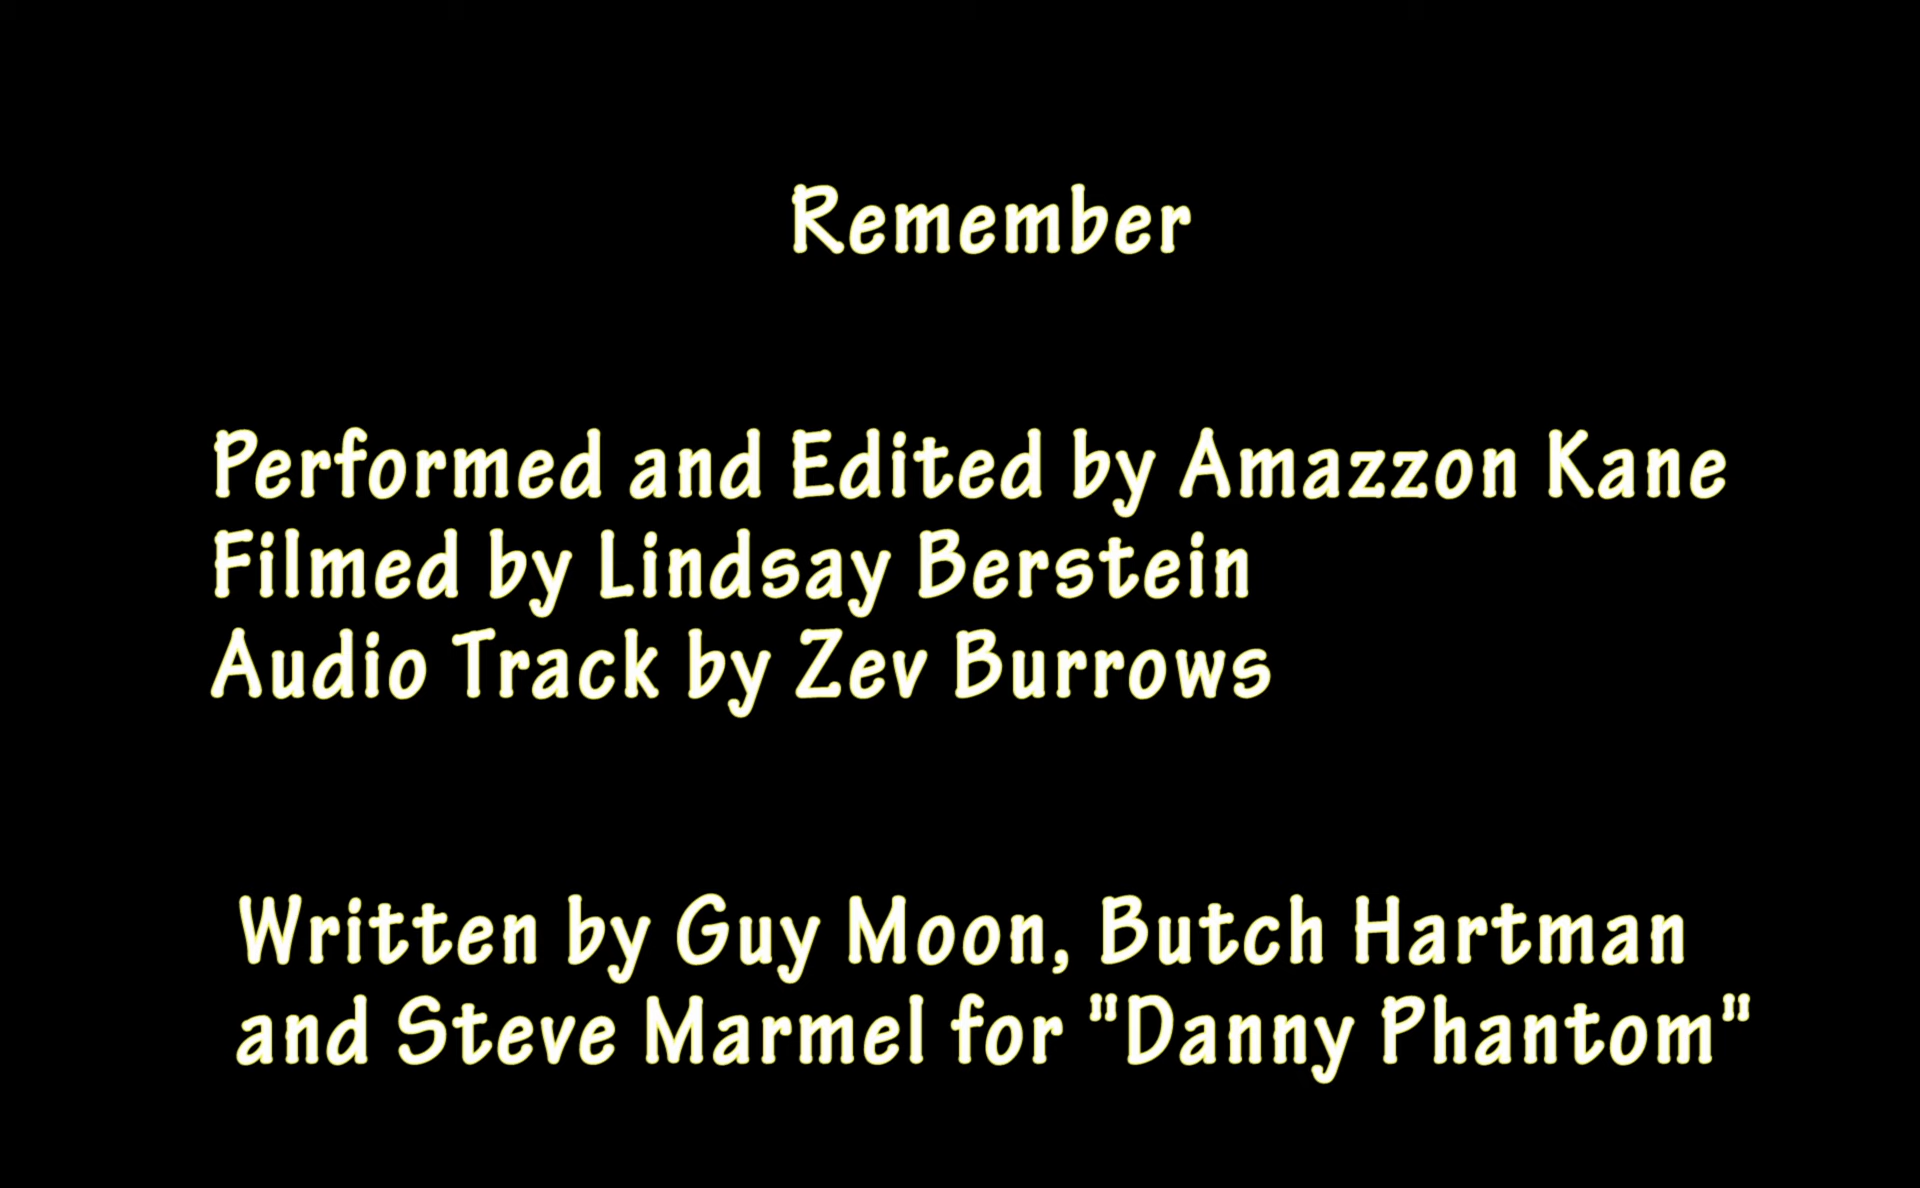 Remember
Performed and Edited by Amazzon Kane
Filmed by Lindsay Berstein
Audio Track by Zev Burrows
Written by Guy Moon, Butch Hartman
and Steve Marmel for "Danny Phantom"